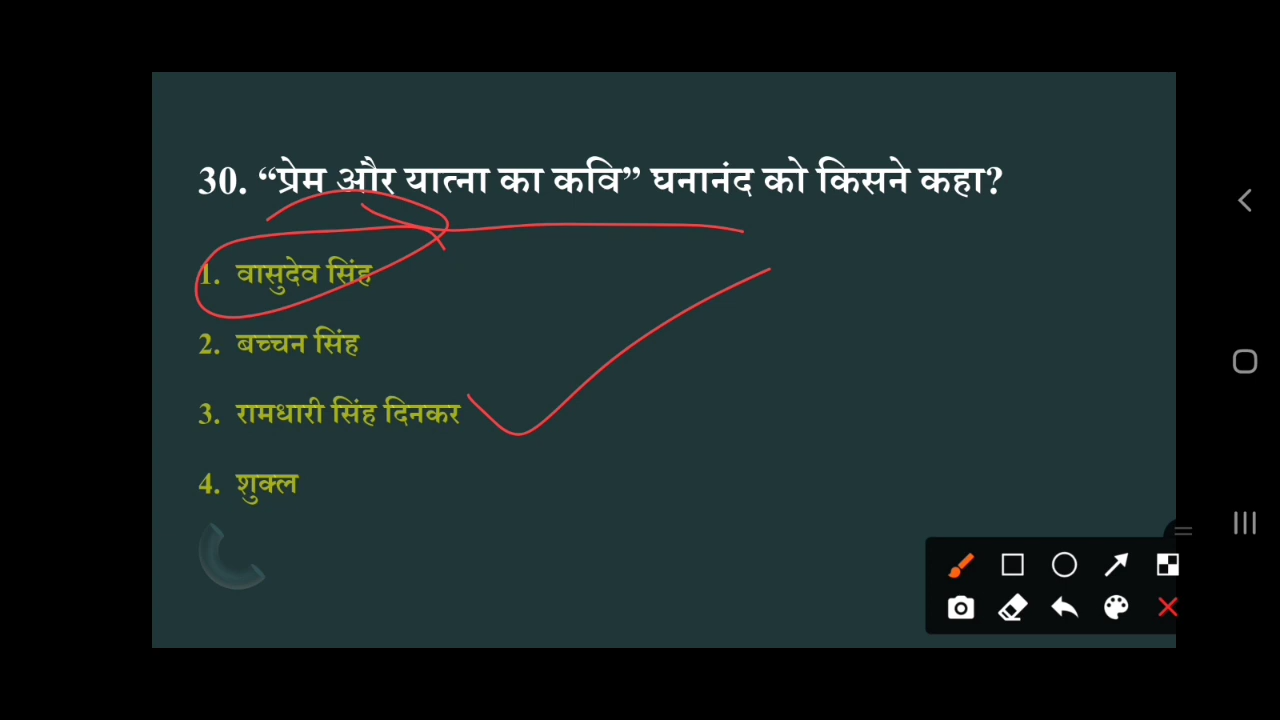 30. “प्रेम और यात्ना का कवि” घनानंद को किसने कहा?
1. वासुदेव सिंह
2. बच्चन सिंह
3. रामधारी सिंह दिनकर
4. शुक्ल